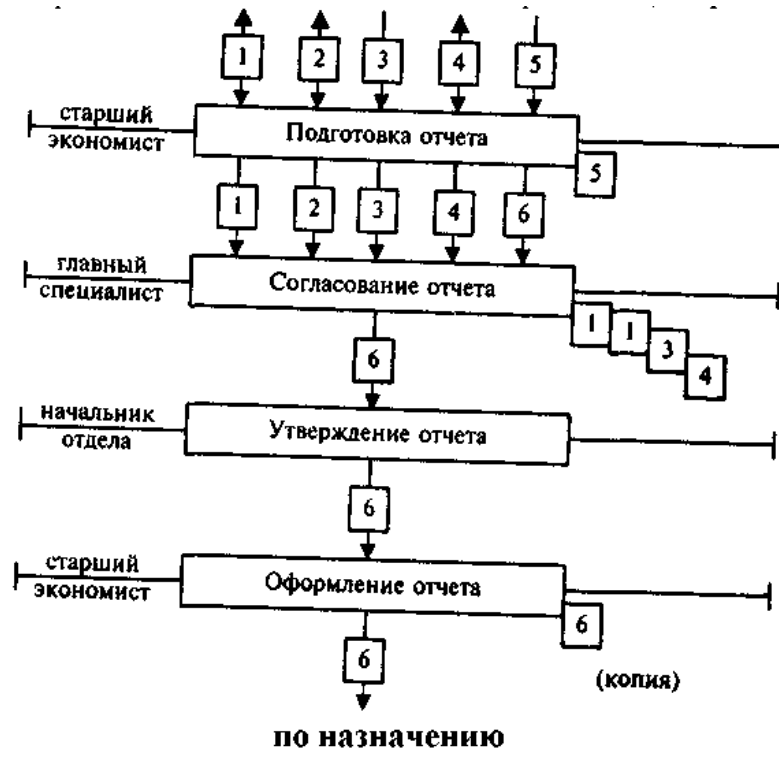 1 2 3 4 5
старший
экономист
Подготовка отчета
5
1 2 3 4 6
главный
специалист
Согласование отчета
1 1 3 4
6
начальник
отдела
Утверждение отчета
6
старший
экономист
Оформление отчета
6
6
(копия)
по назначению